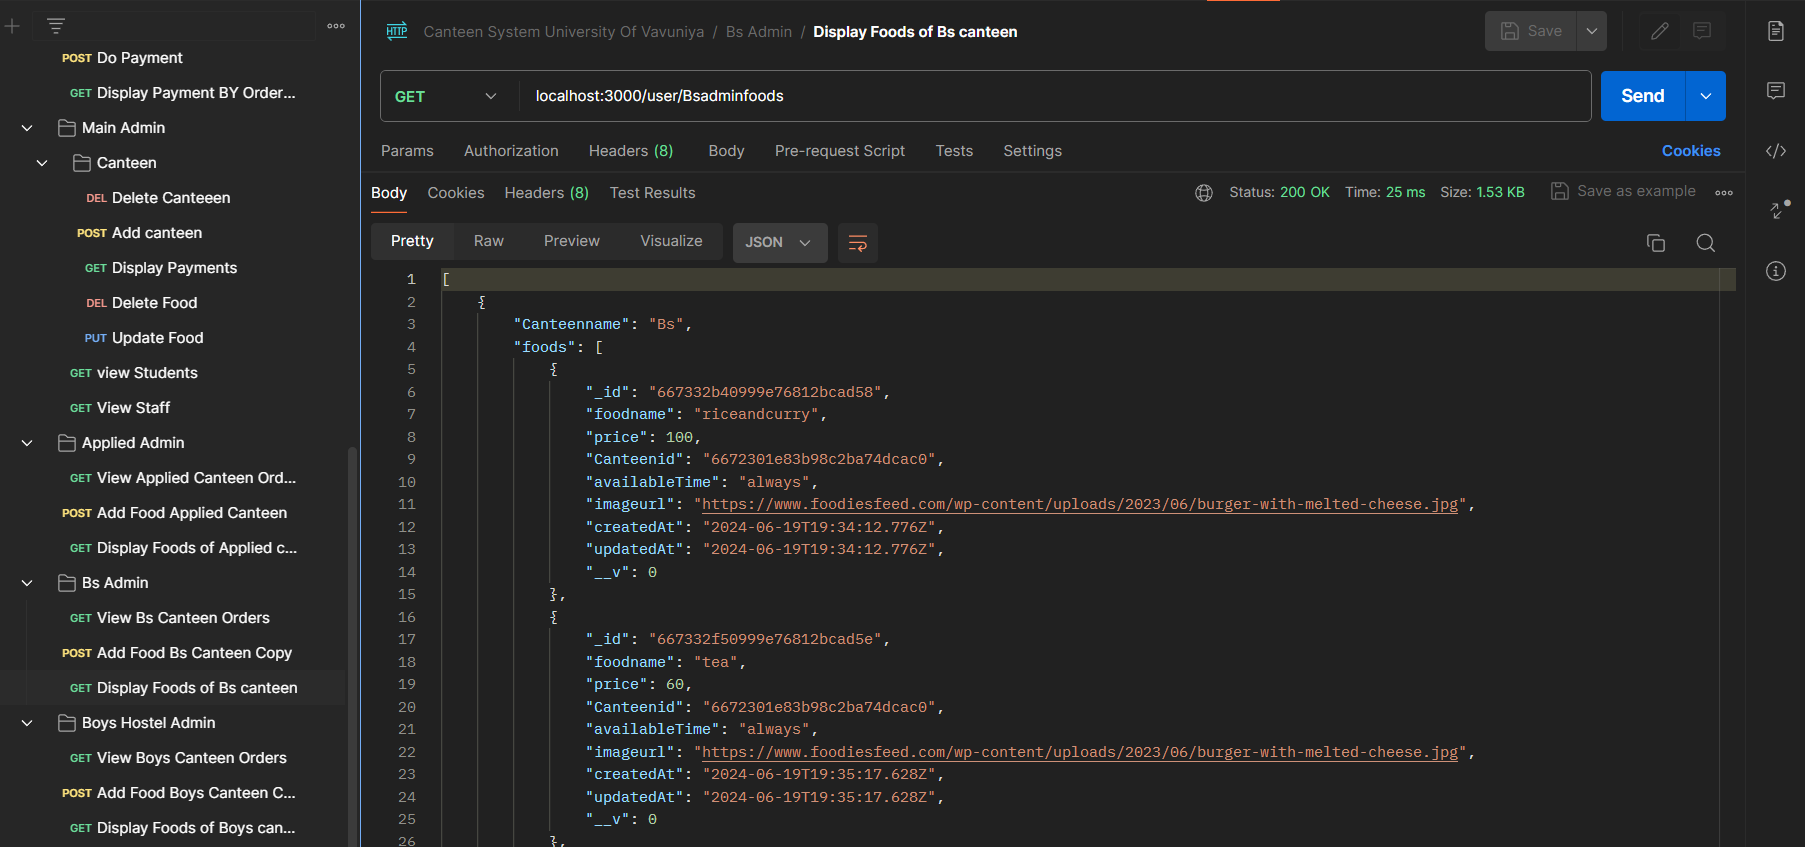 POST Do Payment
GET Display Payment BY Order...
Main Admin
Canteen
DEL Delete Canteeen
POST Add canteen
GET Display Payments
DEL Delete Food
PUT Update Food
GET view Students
GET View Staff
Applied Admin
GET View Applied Canteen Ord...
POST Add Food Applied Canteen
GET Display Foods of Applied c...
Bs Admin
GET View Bs Canteen Orders
POST Add Food Bs Canteen Copy
GET Display Foods of Bs canteen
Boys Hostel Admin
GET View Boys Canteen Orders
POST Add Food Boys Canteen C...
GET Display Foods of Boys can...
HTTP Canteen System University Of Vavuniya / Bs Admin / Display Foods of Bs canteen
Save
GET localhost:3000/user/Bsadminfoods Send
Params Authorization Headers (8) Body Pre-request Script Tests Settings Cookies
Body Cookies Headers (8) Test Results Status: 200 OK Time: 25 ms Size: 1.53 KB Save as example
Pretty Raw Preview Visualize JSON
1 [
2 {
3 "Canteenname": "Bs",
4 "foods": [
5 {
6 "_id": "667332b40999e76812bcad58",
7 "foodname": "riceandcurry",
8 "price": 100,
9 "Canteenid": "6672301e83b98c2ba74dcac0",
10 "availableTime": "always",
11 "imageurl": "https://www.foodiesfeed.com/wp-content/uploads/2023/06/burger-with-melted-cheese.jpg",
12 "createdAt": "2024-06-19T19:34:12.776Z",
13 "updatedAt": "2024-06-19T19:34:12.776Z",
14 "__v": 0
15 },
16 {
17 "_id": "667332f50999e76812bcad5e",
18 "foodname": "tea",
19 "price": 60,
20 "Canteenid": "6672301e83b98c2ba74dcac0",
21 "availableTime": "always",
22 "imageurl": "https://www.foodiesfeed.com/wp-content/uploads/2023/06/burger-with-melted-cheese.jpg",
23 "createdAt": "2024-06-19T19:35:17.628Z",
24 "updatedAt": "2024-06-19T19:35:17.628Z",
25 "__v": 0
26 },